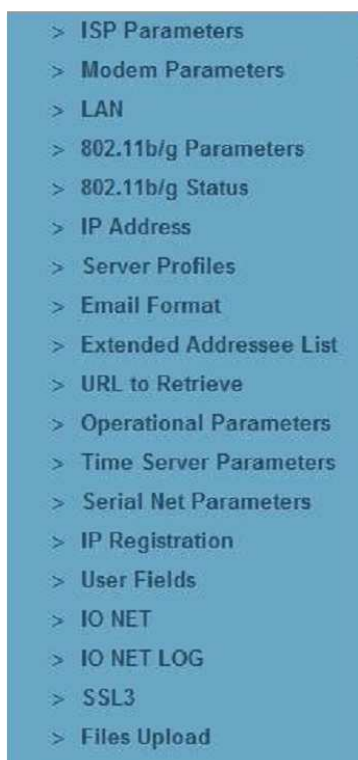 > ISP Parameters
> Modem Parameters
> LAN
> 802.11b/g Parameters
> 802.11b/g Status
> IP Address
> Server Profiles
> Email Format
> Extended Addressee List
> URL to Retrieve
> Operational Parameters
> Time Server Parameters
> Serial Net Parameters
> IP Registration
> User Fields
> IO NET
> IO NET LOG
> SSL3
> Files Upload